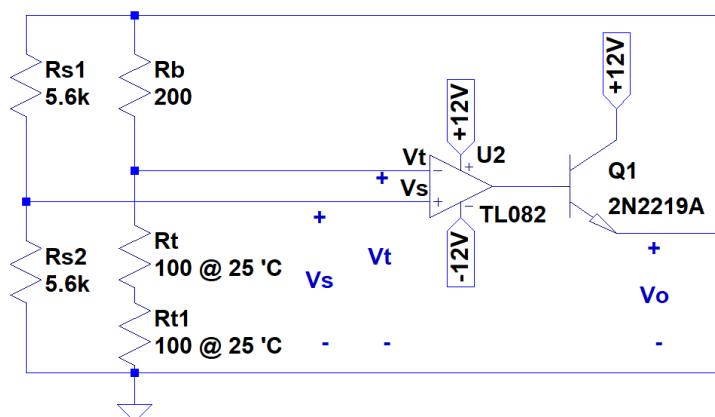 Rs1
5.6k
Rb
200
+12V
+12V
Vt
-
+
U2
Vs
+
-
TL082
-12V
Q1
2N2219A
Rs2
5.6k
Rt
100 @ 25 'C
Rt1
100 @ 25 'C
+
Vs
-
+
Vt
-
+
Vo
-